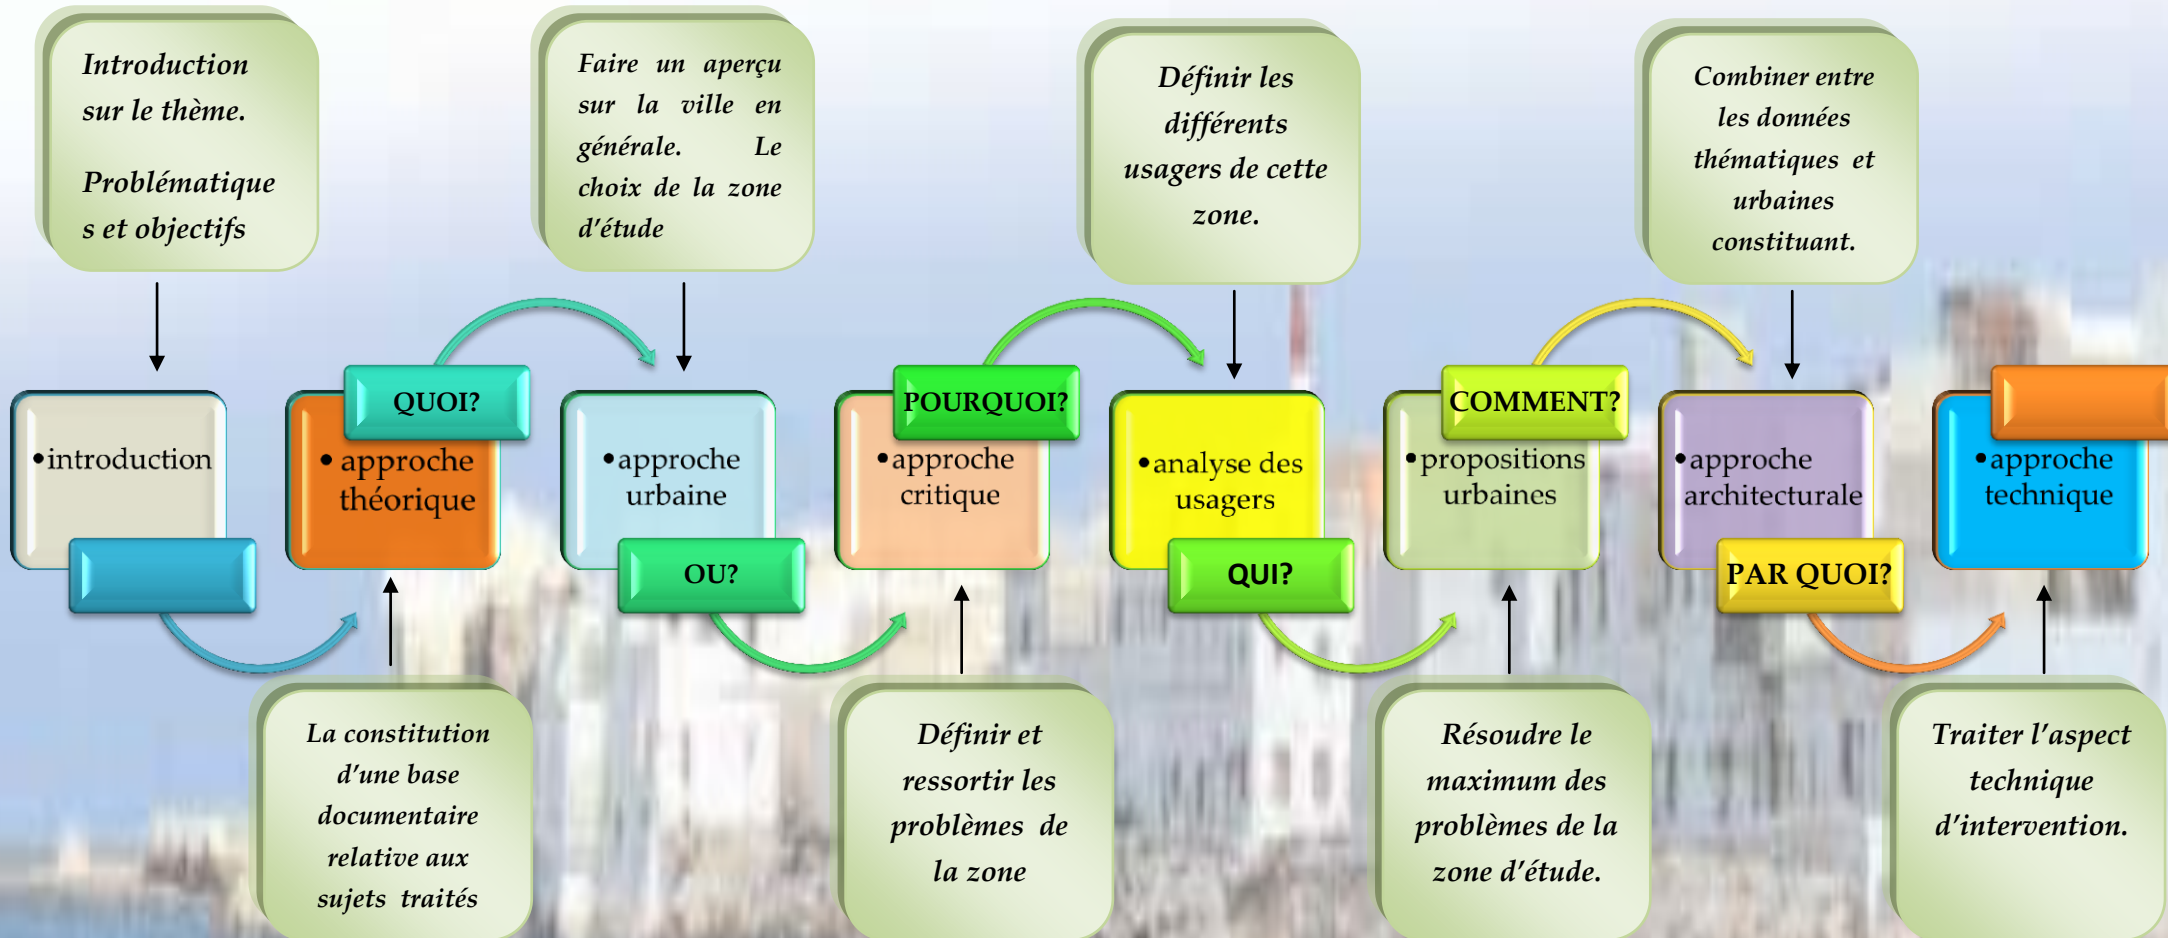 Introduction
sur le thème.
Problématique
s et objectifs
Faire un aperçu
sur la ville en
générale. Le
choix de la zone
d'étude
Définir les
différents
usagers de cette
zone.
Combiner entre
les données
thématiques et
urbaines
constituant.
•introduction
QUOI?
• approche
théorique
•approche
urbaine
OU?
POURQUOI?
•approche
critique
•analyse des
usagers
QUI?
COMMENT?
•propositions
urbaines
•approche
architecturale
PAR QUOI?
•approche
technique
La constitution
d'une base
documentaire
relative aux
sujets traités
Définir et
ressortir les
problèmes de
la zone
Résoudre le
maximum des
problèmes de la
zone d'étude.
Traiter l'aspect
technique
d'intervention.